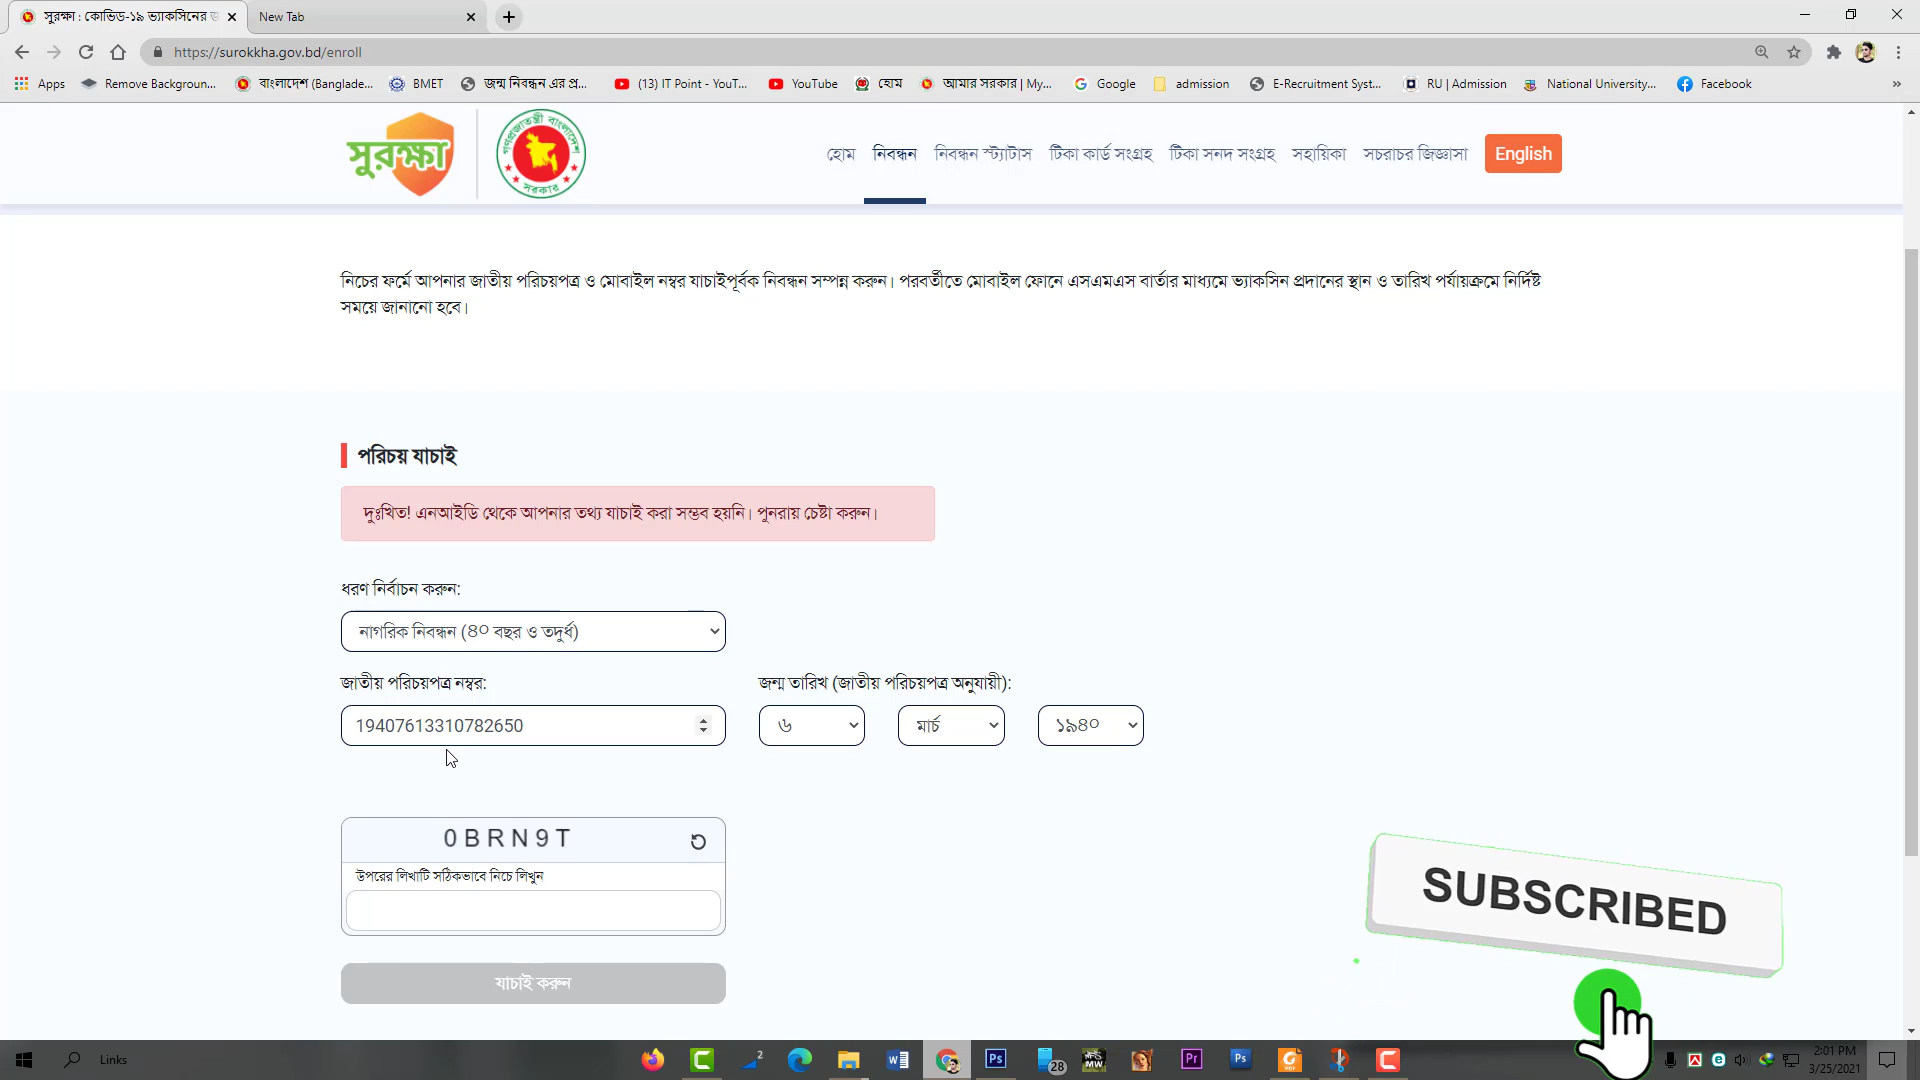 সুরক্ষা : কোভিড-১৯ ভ্যাকসিনের
New Tab
https://surokkha.gov.bd/enroll
Apps
Remove Backgroun...
বাংলাদেশ (Banglade...
BMET
জন্ম নিবন্ধন এর প্র...
(13) IT Point - YouT...
YouTube
হোম
আমার সরকার | My...
Google
admission
E-Recruitment Syst...
RU | Admission
National University...
Facebook
»
সুরক্ষা
গণপ্রজাতন্ত্রী বাংলাদেশ
সরকার
হোম নিবন্ধন নিবন্ধন স্ট্যাটাস টিকা কার্ড সংগ্রহ টিকা সনদ সংগ্রহ সহায়িকা সচরাচর জিজ্ঞাসা English
নিচের ফর্মে আপনার জাতীয় পরিচয়পত্র ও মোবাইল নম্বর যাচাইপূর্বক নিবন্ধন সম্পন্ন করুন। পরবর্তীতে মোবাইল ফোনে এসএমএস বার্তার মাধ্যমে ভ্যাকসিন প্রদানের স্থান ও তারিখ পর্যায়ক্রমে নির্দিষ্ট
সময়ে জানানো হবে।
পরিচয় যাচাই
দুঃখিত! এনআইডি থেকে আপনার তথ্য যাচাই করা সম্ভব হয়নি। পুনরায় চেষ্টা করুন।
ধরণ নির্বাচন করুন:
নাগরিক নিবন্ধন (৪০ বছর ও তদুর্ধ)
জাতীয় পরিচয়পত্র নম্বর:
জন্ম তারিখ (জাতীয় পরিচয়পত্র অনুযায়ী):
19407613310782650
৬
মার্চ
১৯৪০
0BRN9T
উপরের লিখাটি সঠিকভাবে নিচে লিখুন
SUBSCRIBED
যাচাই করুন
Links
2
28
2:01 PM
3/25/2021